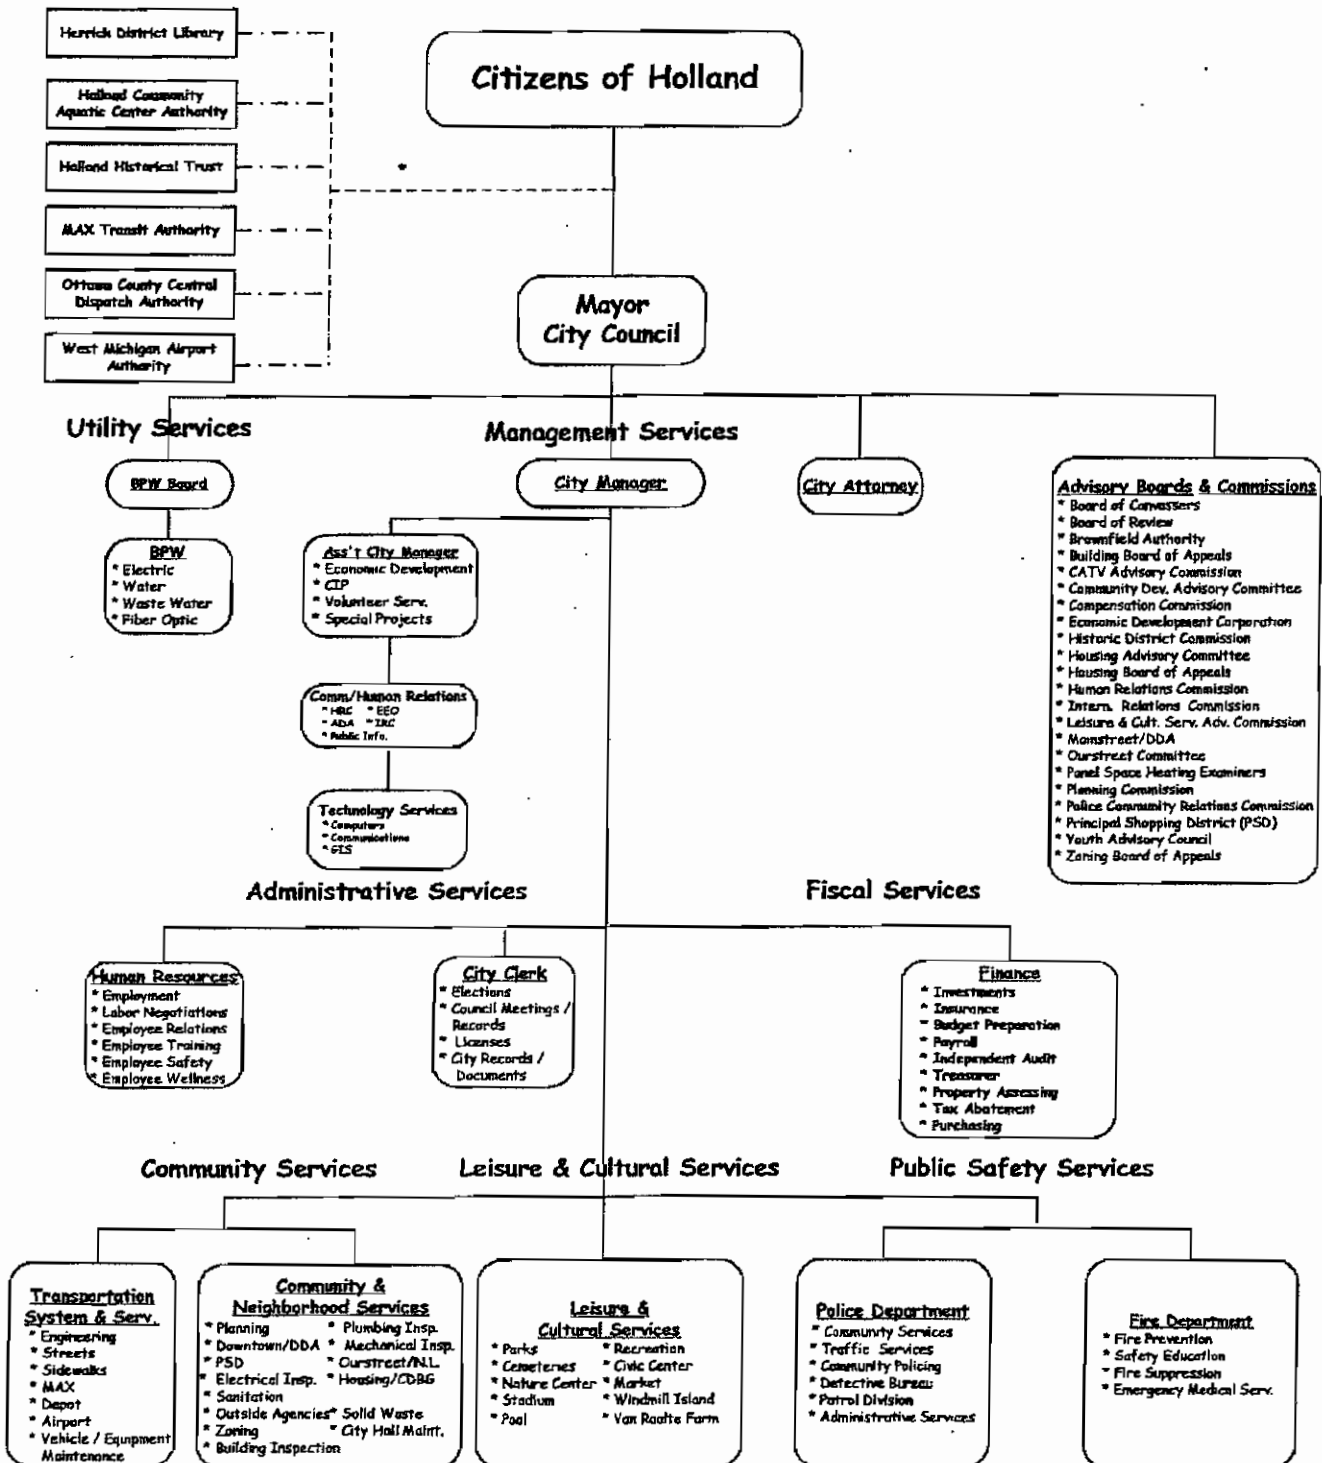 Herrick District Library
Holland Community
Aquatic Center Authority
Holland Historical Trust
MAX Transit Authority
Ottawa County Central
Dispatch Authority
West Michigan Airport
Authority
Citizens of Holland
*
Mayor
City Council
Utility Services
Management Services
BPW Board
City Manager
City Attorney
BPW
* Electric
* Water
* Waste Water
* Fiber Optic
Ass't City Manager
* Economic Development
* CIP
* Volunteer Serv.
* Special Projects
Comm/Human Relations
* HRC * EEO
* ADA * IRC
* Public Info.
Technology Services
* Computers
* Communications
* GIS
Advisory Boards & Commissions
* Board of Canvassers
* Board of Review
* Brownfield Authority
* Building Board of Appeals
* CATV Advisory Commission
* Community Dev. Advisory Committee
* Compensation Commission
* Economic Development Corporation
* Historic District Commission
* Housing Advisory Committee
* Housing Board of Appeals
* Human Relations Commission
* Intern. Relations Commission
* Leisure & Cult. Serv. Adv. Commission
* Mainstreet/DDA
* Ourstreet Committee
* Panel Space Heating Examiners
* Planning Commission
* Police Community Relations Commission
* Principal Shopping District (PSD)
* Youth Advisory Council
* Zoning Board of Appeals
Administrative Services
Fiscal Services
Human Resources
* Employment
* Labor Negotiations
* Employee Relations
* Employee Training
* Employee Safety
* Employee Wellness
City Clerk
* Elections
* Council Meetings /
Records
* Licenses
* City Records /
Documents
Finance
* Investments
* Insurance
* Budget Preparation
* Payroll
* Independent Audit
* Treasurer
* Property Assessing
* Tax Abatement
* Purchasing
Community Services
Leisure & Cultural Services
Public Safety Services
Transportation
System & Serv.
* Engineering
* Streets
* Sidewalks
* MAX
* Depot
* Airport
* Vehicle / Equipment
Maintenance
Community &
Neighborhood Services
* Planning * Plumbing Insp.
* Downtown/DDA * Mechanical Insp.
* PSD * Ourstreet/N.I.
* Electrical Insp. * Housing/CDBG
* Sanitation
* Outside Agencies * Solid Waste
* Zoning * City Hall Maint.
* Building Inspection
Leisure &
Cultural Services
* Parks * Recreation
* Cemeteries * Civic Center
* Nature Center * Market
* Stadium * Windmill Island
* Pool * Van Raalte Farm
Police Department
* Community Services
* Traffic Services
* Community Policing
* Detective Bureau
* Patrol Division
* Administrative Services
Fire Department
* Fire Prevention
* Safety Education
* Fire Suppression
* Emergency Medical Serv.